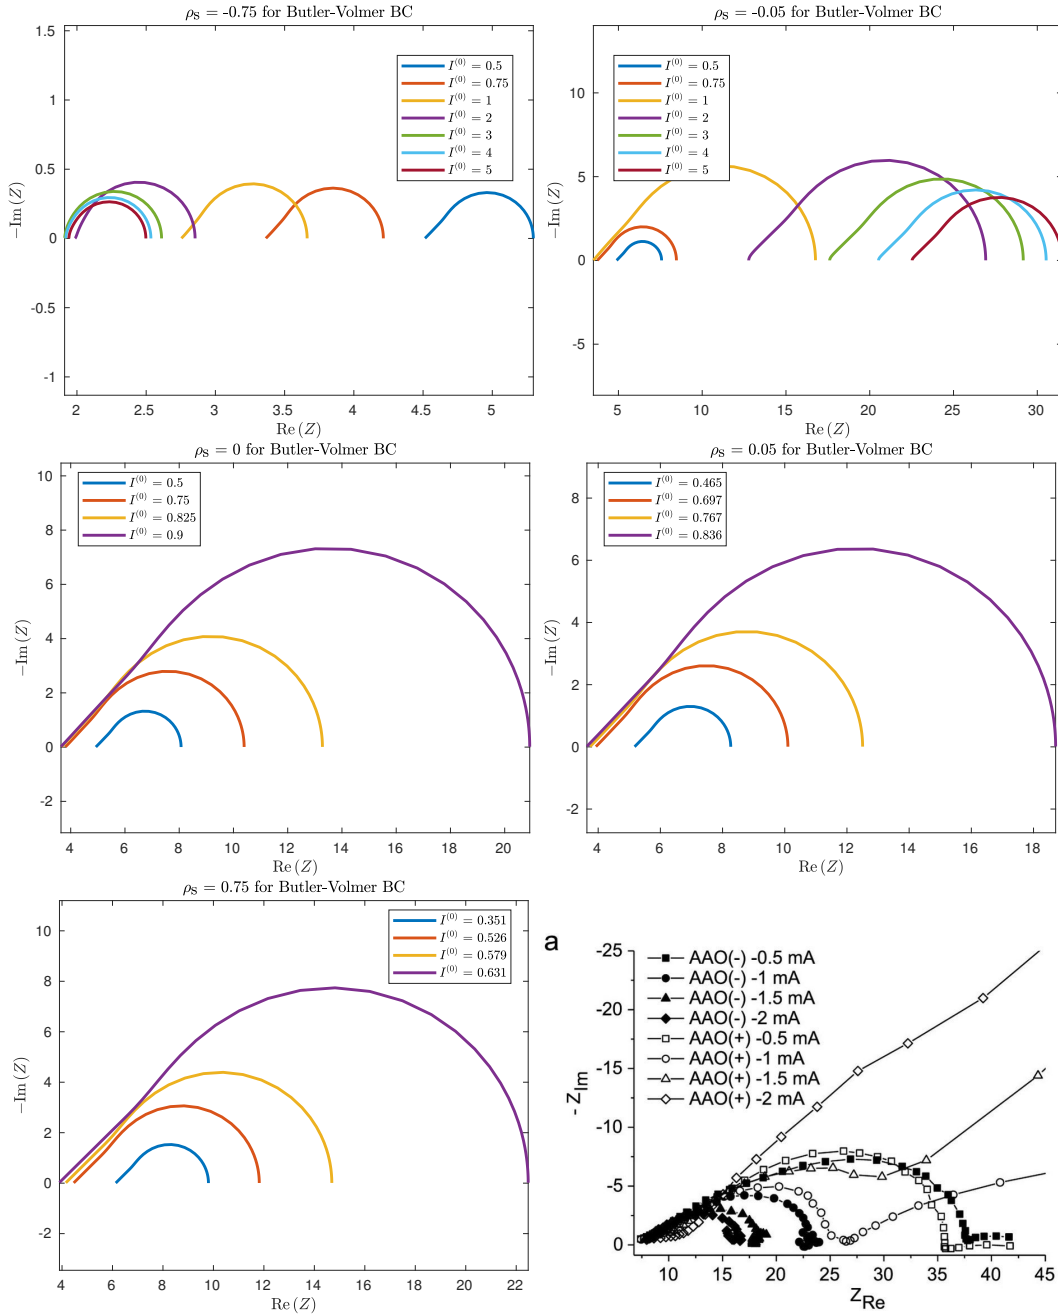 ρs = -0.75 for Butler-Volmer BC
1.5
1
0.5
0
-0.5
-1
−Im (Z)
2 2.5 3 3.5 4 4.5 5
Re (Z)
I(0) = 0.5
I(0) = 0.75
I(0) = 1
I(0) = 2
I(0) = 3
I(0) = 4
I(0) = 5
ρs = -0.05 for Butler-Volmer BC
10
5
0
-5
−Im (Z)
5 10 15 20 25 30
Re (Z)
I(0) = 0.5
I(0) = 0.75
I(0) = 1
I(0) = 2
I(0) = 3
I(0) = 4
I(0) = 5
ρs = 0 for Butler-Volmer BC
10
8
6
4
2
0
-2
−Im (Z)
4 6 8 10 12 14 16 18 20
Re (Z)
I(0) = 0.5
I(0) = 0.75
I(0) = 0.825
I(0) = 0.9
ρs = 0.05 for Butler-Volmer BC
8
6
4
2
0
-2
−Im (Z)
4 6 8 10 12 14 16 18
Re (Z)
I(0) = 0.465
I(0) = 0.697
I(0) = 0.767
I(0) = 0.836
ρs = 0.75 for Butler-Volmer BC
10
8
6
4
2
0
-2
−Im (Z)
4 6 8 10 12 14 16 18 20 22
Re (Z)
I(0) = 0.351
I(0) = 0.526
I(0) = 0.579
I(0) = 0.631
a
-25
-20
-15
-10
-5
0
- ZIm
10 15 20 25 30 35 40 45
ZRe
AAO(-) -0.5 mA
AAO(-) -1 mA
AAO(-) -1.5 mA
AAO(-) -2 mA
AAO(+) -0.5 mA
AAO(+) -1 mA
AAO(+) -1.5 mA
AAO(+) -2 mA